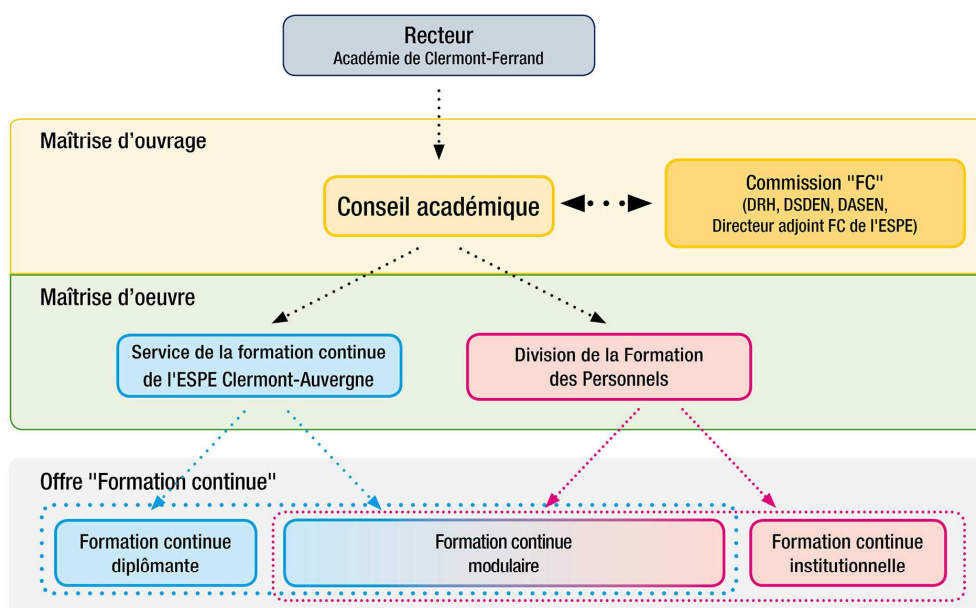 Recteur
Académie de Clermont-Ferrand
Maîtrise d'ouvrage
Conseil académique
Commission "FC"
(DRH, DSDEN, DASEN,
Directeur adjoint FC de l'ESPE)
Maîtrise d'oeuvre
Service de la formation continue
de l'ESPE Clermont-Auvergne
Division de la Formation
des Personnels
Offre "Formation continue"
Formation continue
diplômante
Formation continue
modulaire
Formation continue
institutionnelle